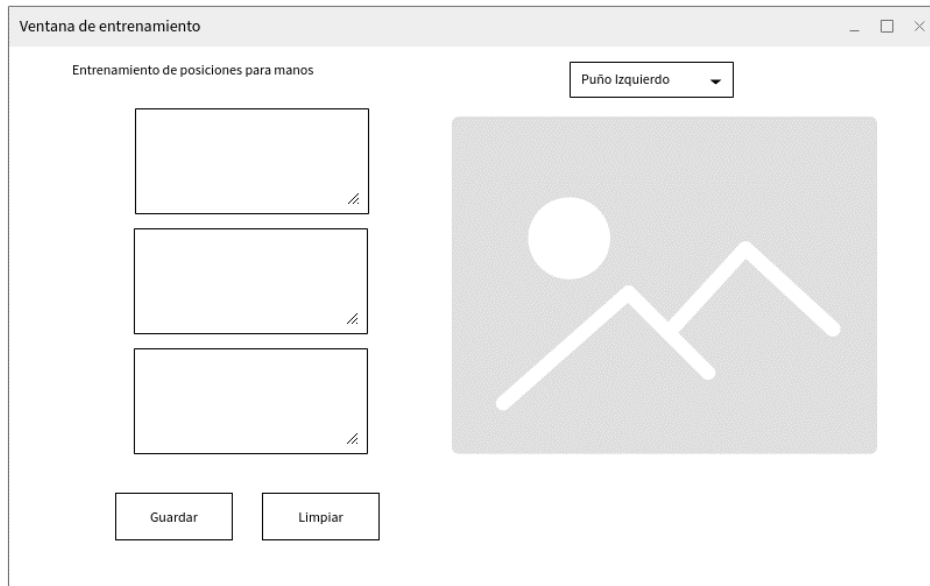 Ventana de entrenamiento
Entrenamiento de posiciones para manos
Puño Izquierdo
Guardar
Limpiar